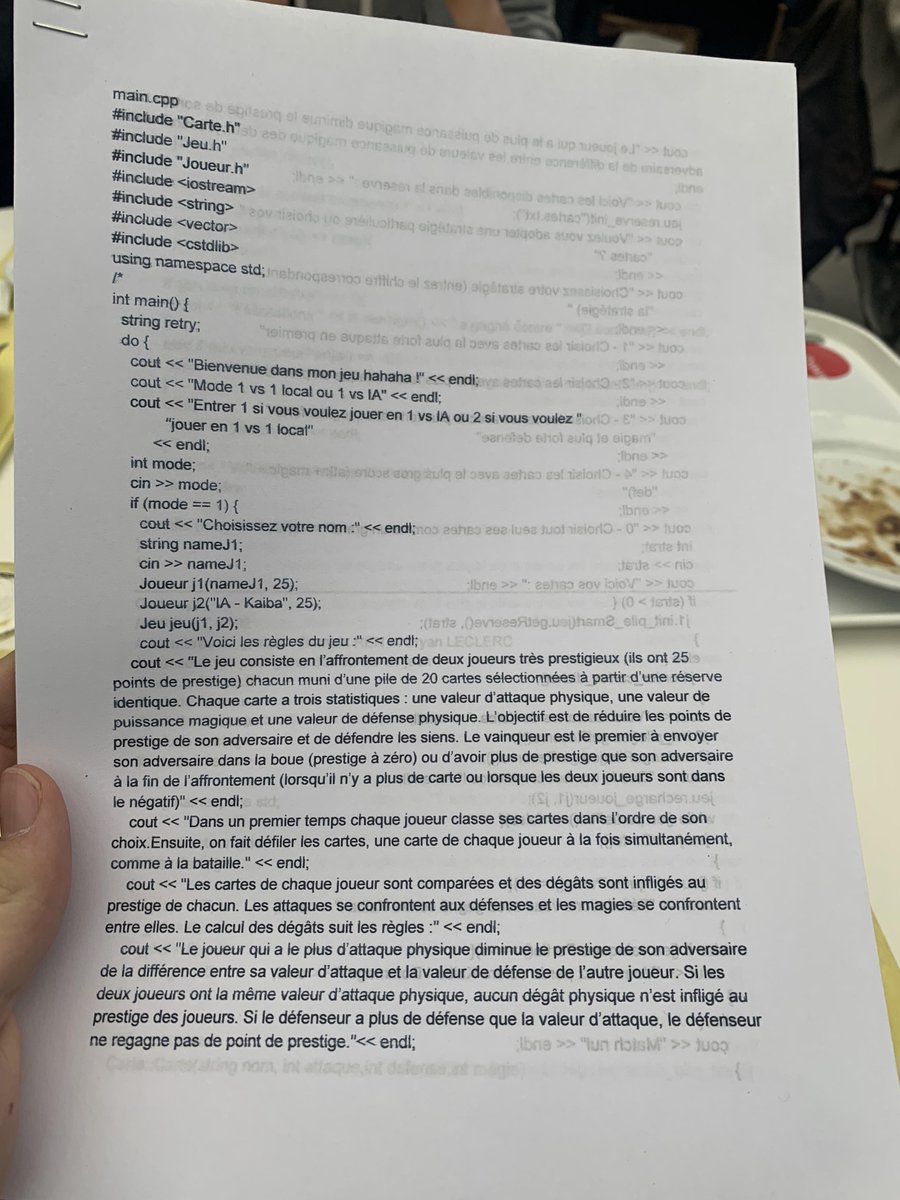 main.cpp
#include "Carte.h"
#include "Jeu.h"
#include "Joueur.h"
#include <iostream>
#include <string>
#include <vector>
#include <cstdlib>
using namespace std;
/*
int main() {
string retry;
do {
cout << "Bienvenue dans mon jeu hahaha !" << endl;
cout << "Mode 1 vs 1 local ou 1 vs IA" << endl;
cout << "Entrer 1 si vous voulez jouer en 1 vs IA ou 2 si vous voulez "
"jouer en 1 vs 1 local"
<< endl;
int mode;
cin >> mode;
if (mode == 1) {
cout << "Choisissez votre nom :" << endl;
string nameJ1;
cin >> nameJ1;
Joueur j1(nameJ1, 25);
Joueur j2("IA - Kaiba", 25);
Jeu jeu(j1, j2);
cout << "Voici les règles du jeu :" << endl;
cout << "Le jeu consiste en l'affrontement de deux joueurs très prestigieux (ils ont 25
points de prestige) chacun muni d'une pile de 20 cartes sélectionnées à partir d'une réserve
identique. Chaque carte a trois statistiques : une valeur d'attaque physique, une valeur de
puissance magique et une valeur de défense physique. L'objectif est de réduire les points de
prestige de son adversaire et de défendre les siens. Le vainqueur est le premier à envoyer
son adversaire dans la boue (prestige à zéro) ou d'avoir plus de prestige que son adversaire
à la fin de l'affrontement (lorsqu'il n'y a plus de carte ou lorsque les deux joueurs sont dans
le négatif)" << endl;
cout << "Dans un premier temps chaque joueur classe ses cartes dans l'ordre de son
choix.Ensuite, on fait défiler les cartes, une carte de chaque joueur à la fois simultanément,
comme à la bataille." << endl;
cout << "Les cartes de chaque joueur sont comparées et des dégâts sont infligés au
prestige de chacun. Les attaques se confrontent aux défenses et les magies se confrontent
entre elles. Le calcul des dégâts suit les règles :" << endl;
cout << "Le joueur qui a le plus d'attaque physique diminue le prestige de son adversaire
de la différence entre sa valeur d'attaque et la valeur de défense de l'autre joueur. Si les
deux joueurs ont la même valeur d'attaque physique, aucun dégât physique n'est infligé au
prestige des joueurs. Si le défenseur a plus de défense que la valeur d'attaque, le défenseur
ne regagne pas de point de prestige."<< endl;